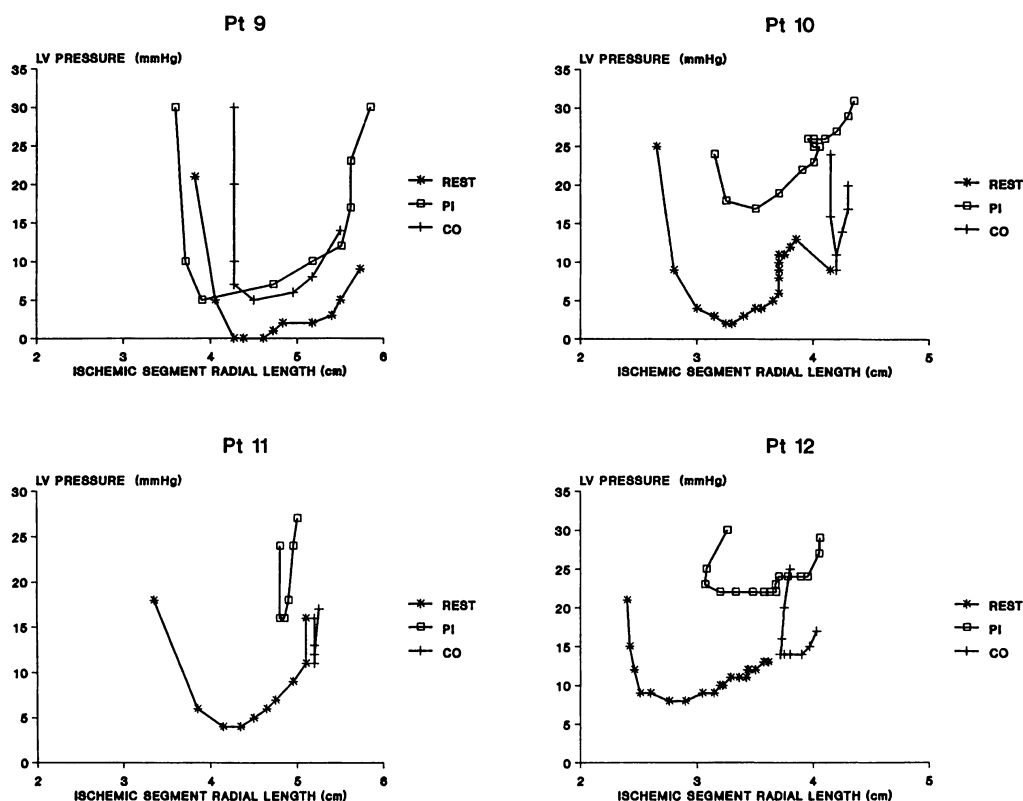 Pt 9
LV PRESSURE (mmHg)
35
30
25
20
15
10
5
0
2 3 4 5 6
ISCHEMIC SEGMENT RADIAL LENGTH (cm)
REST
PI
CO
Pt 10
LV PRESSURE (mmHg)
35
30
25
20
15
10
5
0
2 3 4 5
ISCHEMIC SEGMENT RADIAL LENGTH (cm)
REST
PI
CO
Pt 11
LV PRESSURE (mmHg)
30
25
20
15
10
5
0
2 3 4 5 6
ISCHEMIC SEGMENT RADIAL LENGTH (cm)
REST
PI
CO
Pt 12
LV PRESSURE (mmHg)
35
30
25
20
15
10
5
0
2 3 4 5
ISCHEMIC SEGMENT RADIAL LENGTH (cm)
REST
PI
CO